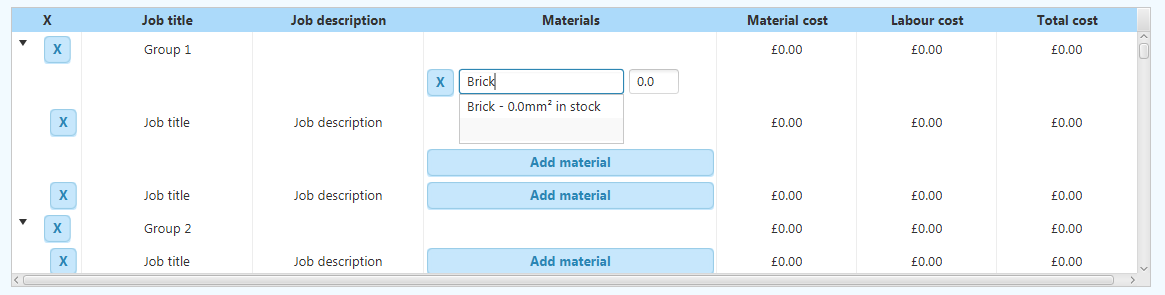 X Job title Job description Materials Material cost Labour cost Total cost
X Group 1 £0.00 £0.00 £0.00
X Brick 0.0
Brick - 0.0mm² in stock
X Job title Job description £0.00 £0.00 £0.00
Add material
X Job title Job description Add material £0.00 £0.00 £0.00
X Group 2 £0.00 £0.00 £0.00
X Job title Job description Add material £0.00 £0.00 £0.00